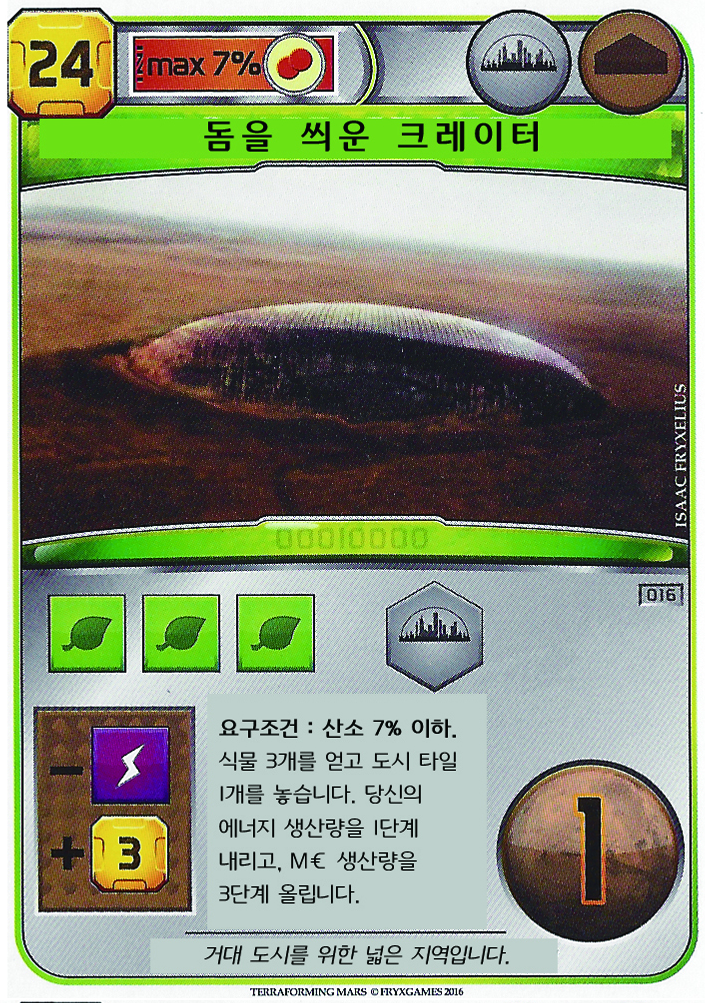 24
max 7%
돔을 씌운 크레이터
ISAAC FRYXELIUS
00010000
016
요구조건 : 산소 7% 이하.
식물 3개를 얻고 도시 타일
1개를 놓습니다. 당신의
에너지 생산량을 1단계
내리고, M€ 생산량을
3단계 올립니다.
-
+ 3
1
거대 도시를 위한 넓은 지역입니다.
TERRAFORMING MARS © FRYXGAMES 2016